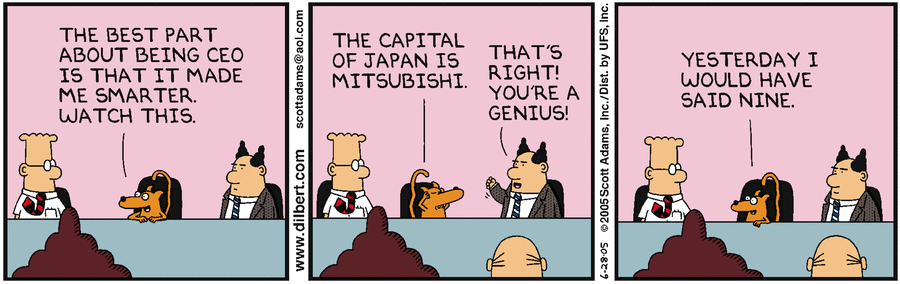 THE BEST PART
ABOUT BEING CEO
IS THAT IT MADE
ME SMARTER.
WATCH THIS.
www.dilbert.com scottadams@aol.com
THE CAPITAL
OF JAPAN IS
MITSUBISHI.
THAT'S
RIGHT!
YOU'RE A
GENIUS!
6-28-05 ©2005 Scott Adams, Inc./Dist. by UFS, Inc.
YESTERDAY I
WOULD HAVE
SAID NINE.